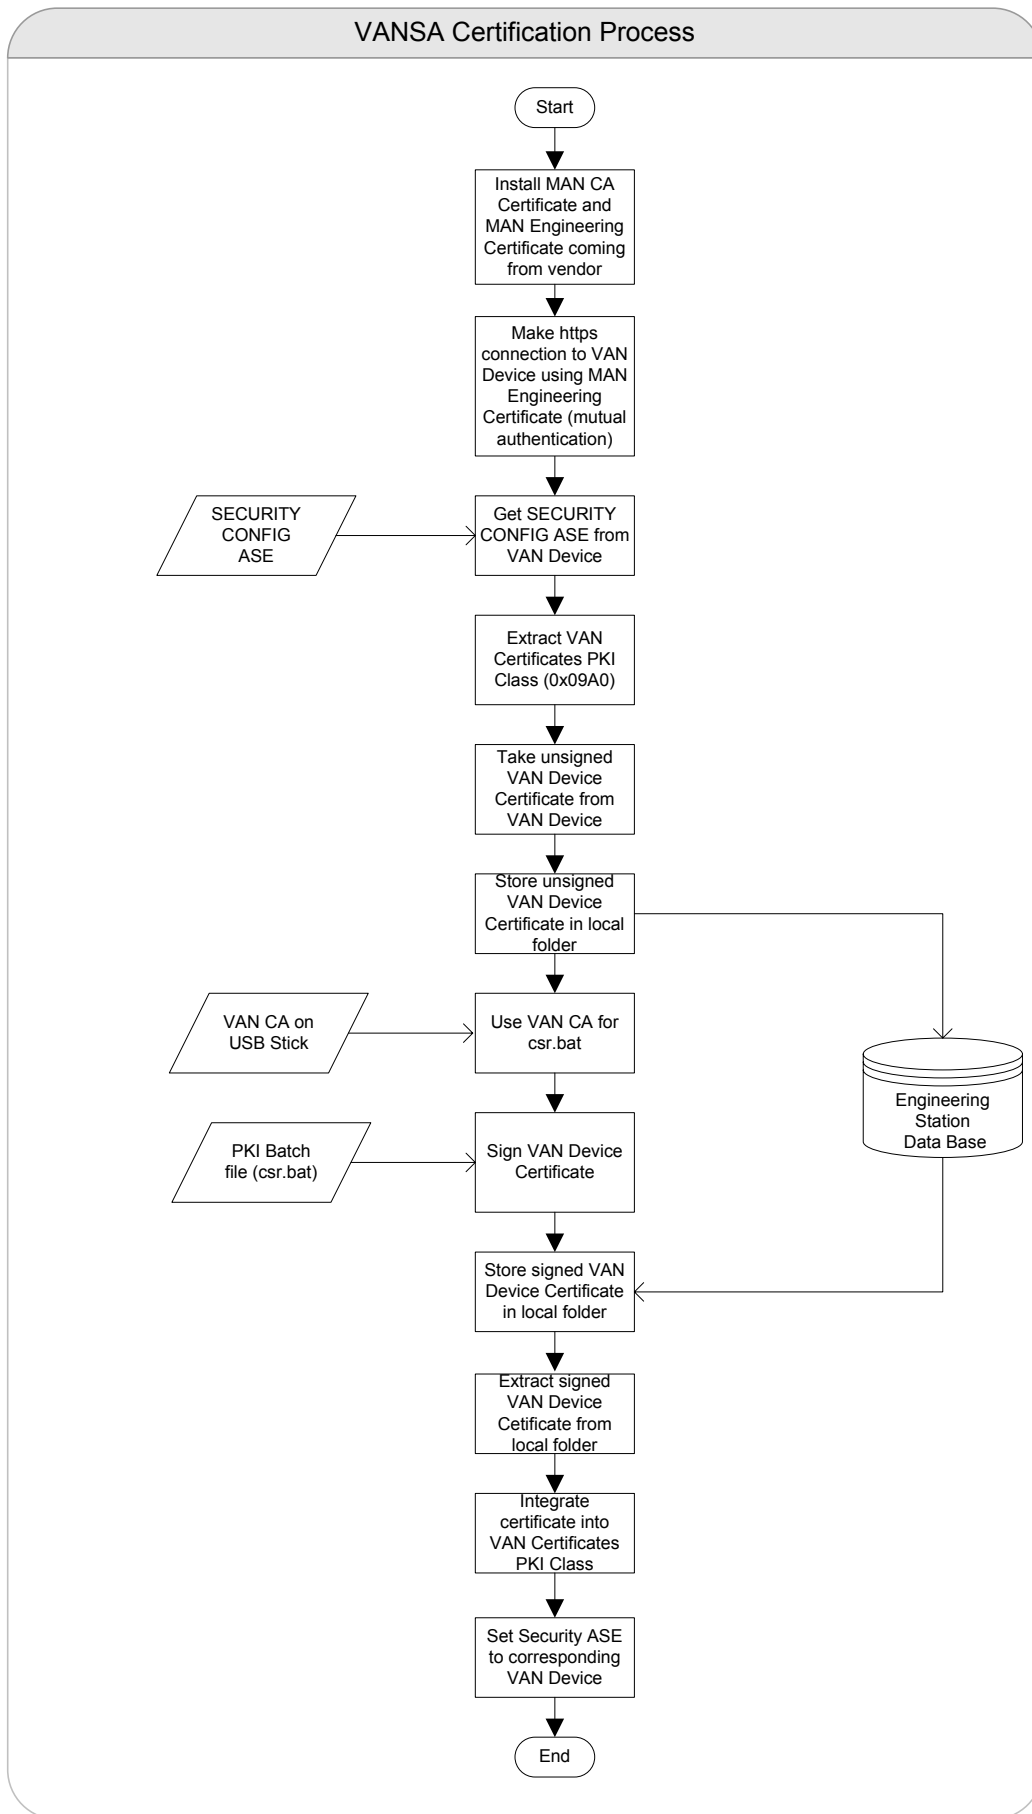 VANSA Certification Process
Start
Install MAN CA
Certificate and
MAN Engineering
Certificate coming
from vendor
Make https
connection to VAN
Device using MAN
Engineering
Certificate (mutual
authentication)
SECURITY
CONFIG
ASE
Get SECURITY
CONFIG ASE from
VAN Device
Extract VAN
Certificates PKI
Class (0x09A0)
Take unsigned
VAN Device
Certificate from
VAN Device
Store unsigned
VAN Device
Certificate in local
folder
VAN CA on
USB Stick
Use VAN CA for
csr.bat
Engineering
Station
Data Base
PKI Batch
file (csr.bat)
Sign VAN Device
Certificate
Store signed VAN
Device Certificate
in local folder
Extract signed
VAN Device
Cetificate from
local folder
Integrate
certificate into
VAN Certificates
PKI Class
Set Security ASE
to corresponding
VAN Device
End